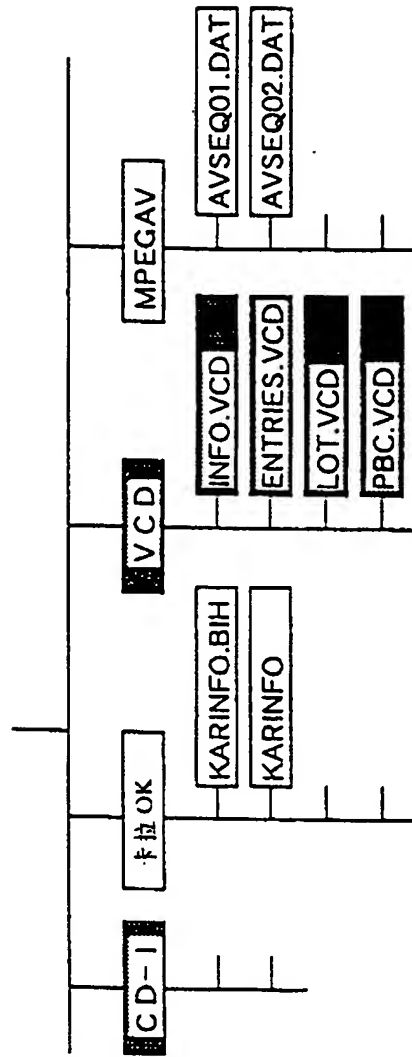 CD-I
卡拉OK
KARINFO.BIH
KARINFO
VCD
INFO.VCD
ENTRIES.VCD
LOT.VCD
PBC.VCD
MPEGAV
AVSEQ01.DAT
AVSEQ02.DAT